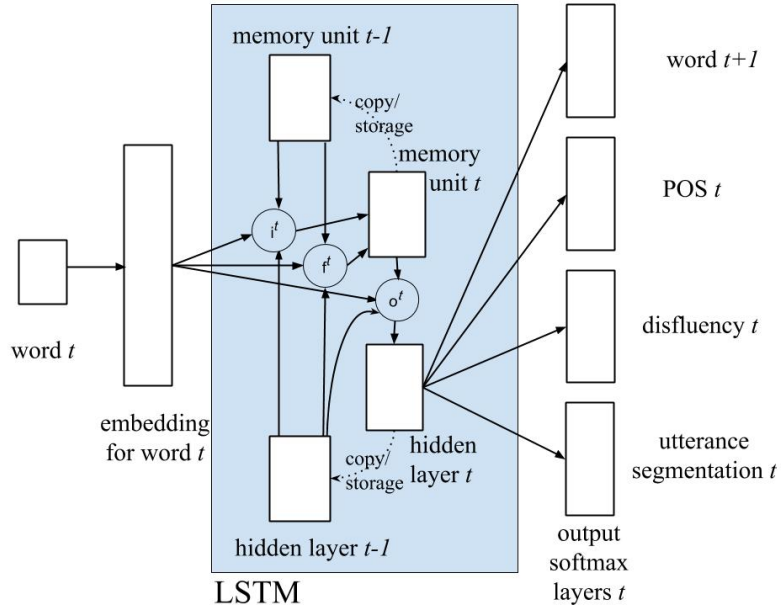 word t
embedding
for word t
memory unit t-1
copy/
storage
memory
unit t
i^t
f^t
o^t
hidden
layer t
copy/
storage
hidden layer t-1
LSTM
word t+1
POS t
disfluency t
utterance
segmentation t
output
softmax
layers t